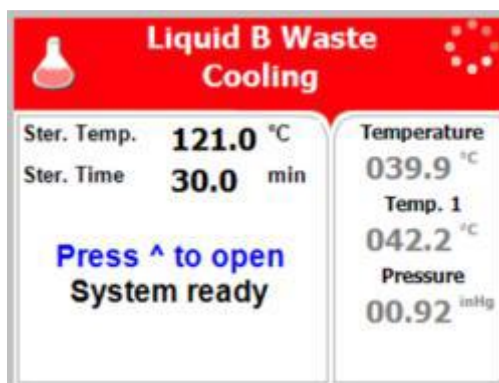 Liquid B Waste
Cooling
Ster. Temp. 121.0 °C
Ster. Time 30.0 min
Press ^ to open
System ready
Temperature
039.9 °C
Temp. 1
042.2 °C
Pressure
00.92 inHg